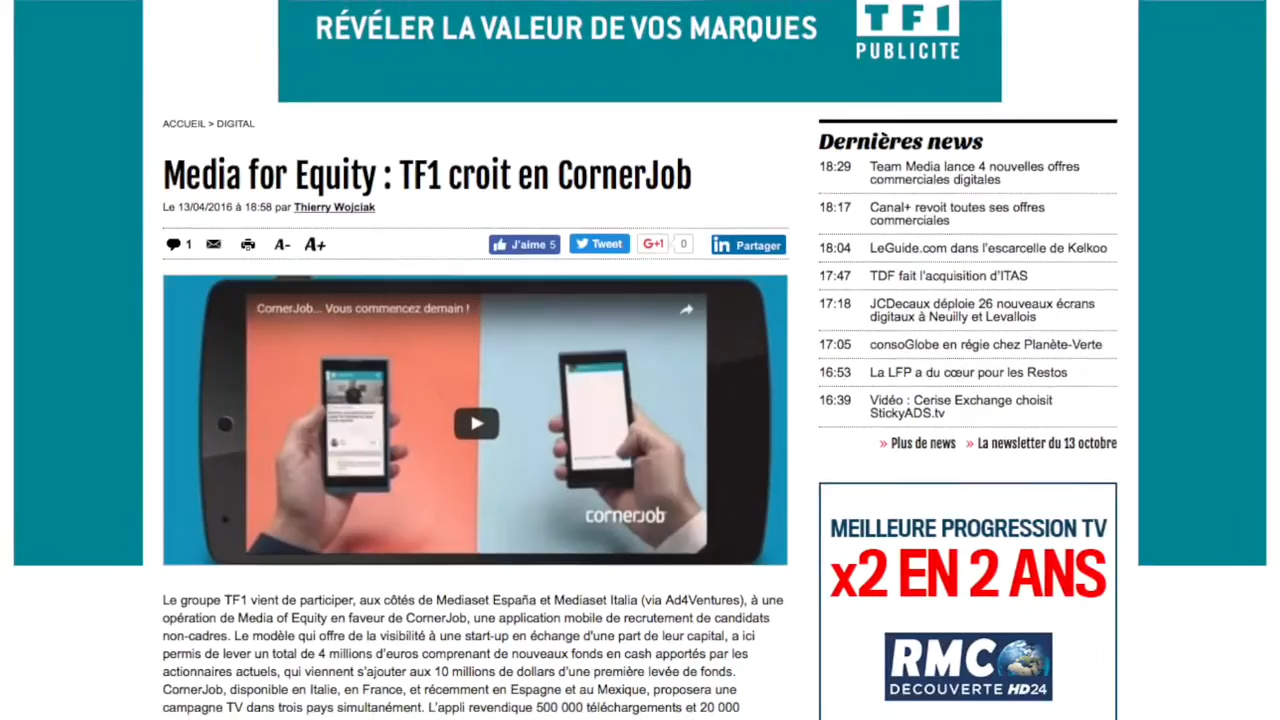 RÉVÉLER LA VALEUR DE VOS MARQUES
TF1
PUBLICITE
ACCUEIL > DIGITAL
Media for Equity : TF1 croit en CornerJob
Le 13/04/2016 à 18:58 par Thierry Wojciak
1
A-
A+
J'aime 5
Tweet
G+1
0
in Partager
CornerJob... Vous commencez demain !
cornerjob
Le groupe TF1 vient de participer, aux côtés de Mediaset España et Mediaset Italia (via Ad4Ventures), à une
opération de Media of Equity en faveur de CornerJob, une application mobile de recrutement de candidats
non-cadres. Le modèle qui offre de la visibilité à une start-up en échange d'une part de leur capital, a ici
permis de lever un total de 4 millions d'euros comprenant de nouveaux fonds en cash apportés par les
actionnaires actuels, qui viennent s'ajouter aux 10 millions de dollars d'une première levée de fonds.
CornerJob, disponible en Italie, en France, et récemment en Espagne et au Mexique, proposera une
campagne TV dans trois pays simultanément. L'appli revendique 500 000 téléchargements et 20 000
Dernières news
18:29 Team Media lance 4 nouvelles offres
commerciales digitales
18:17 Canal+ revoit toutes ses offres
commerciales
18:04 LeGuide.com dans l'escarcelle de Kelkoo
17:47 TDF fait l'acquisition d'ITAS
17:18 JCDecaux déploie 26 nouveaux écrans
digitaux à Neuilly et Levallois
17:05 consoGlobe en régie chez Planète-Verte
16:53 La LFP a du cœur pour les Restos
16:39 Vidéo : Cerise Exchange choisit
StickyADS.tv
» Plus de news » La newsletter du 13 octobre
MEILLEURE PROGRESSION TV
x2 EN 2 ANS
RMC
DÉCOUVERTE HD24